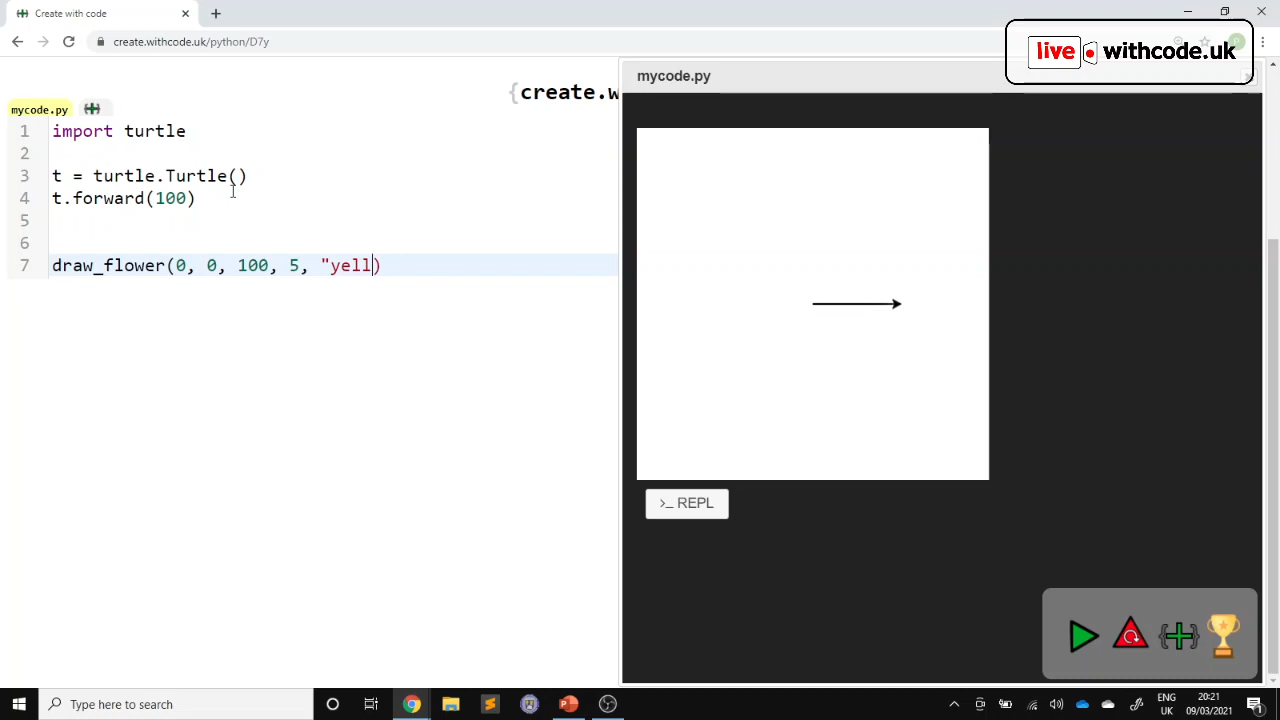 Create with code
create.withcode.uk/python/D7y
live withcode.uk
{create.w
mycode.py
mycode.py
1 import turtle
2
3 t = turtle.Turtle()
4 t.forward(100)
5
6
7 draw_flower(0, 0, 100, 5, "yell)
>_ REPL
Type here to search
ENG
UK
20:21
09/03/2021
1